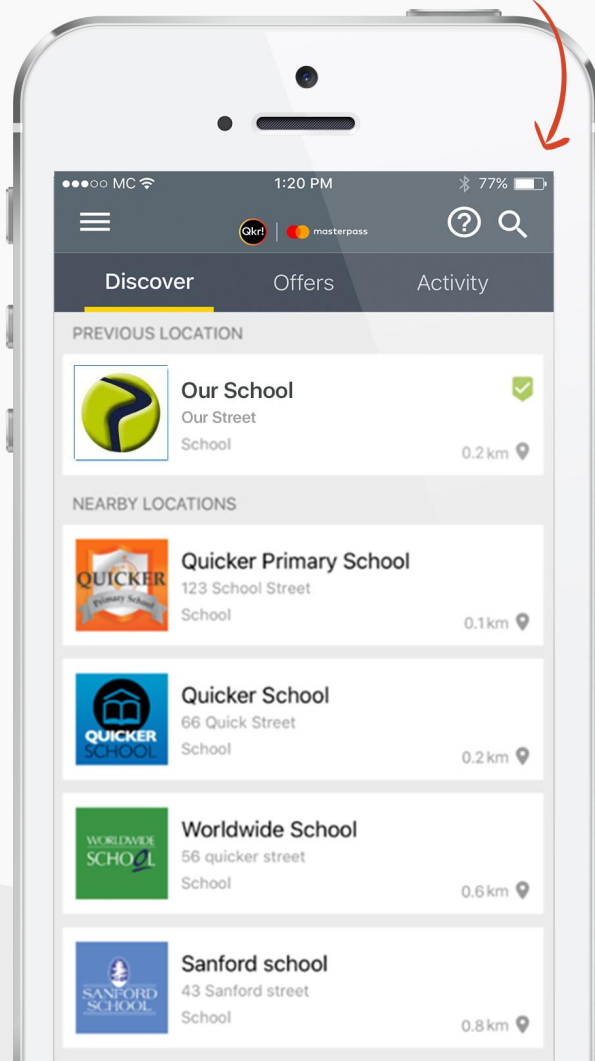 MC
1:20 PM
77%
Qkr!
masterpass
Discover
Offers
Activity
PREVIOUS LOCATION
Our School
Our Street
School
0.2 km
NEARBY LOCATIONS
QUICKER
Primary School
Quicker Primary School
123 School Street
School
0.1 km
QUICKER
SCHOOL
Quicker School
66 Quick Street
School
0.2 km
WORLDWIDE
SCHOOL
Worldwide School
56 quicker street
School
0.6 km
SANFORD
SCHOOL
Sanford school
43 Sanford street
School
0.8 km